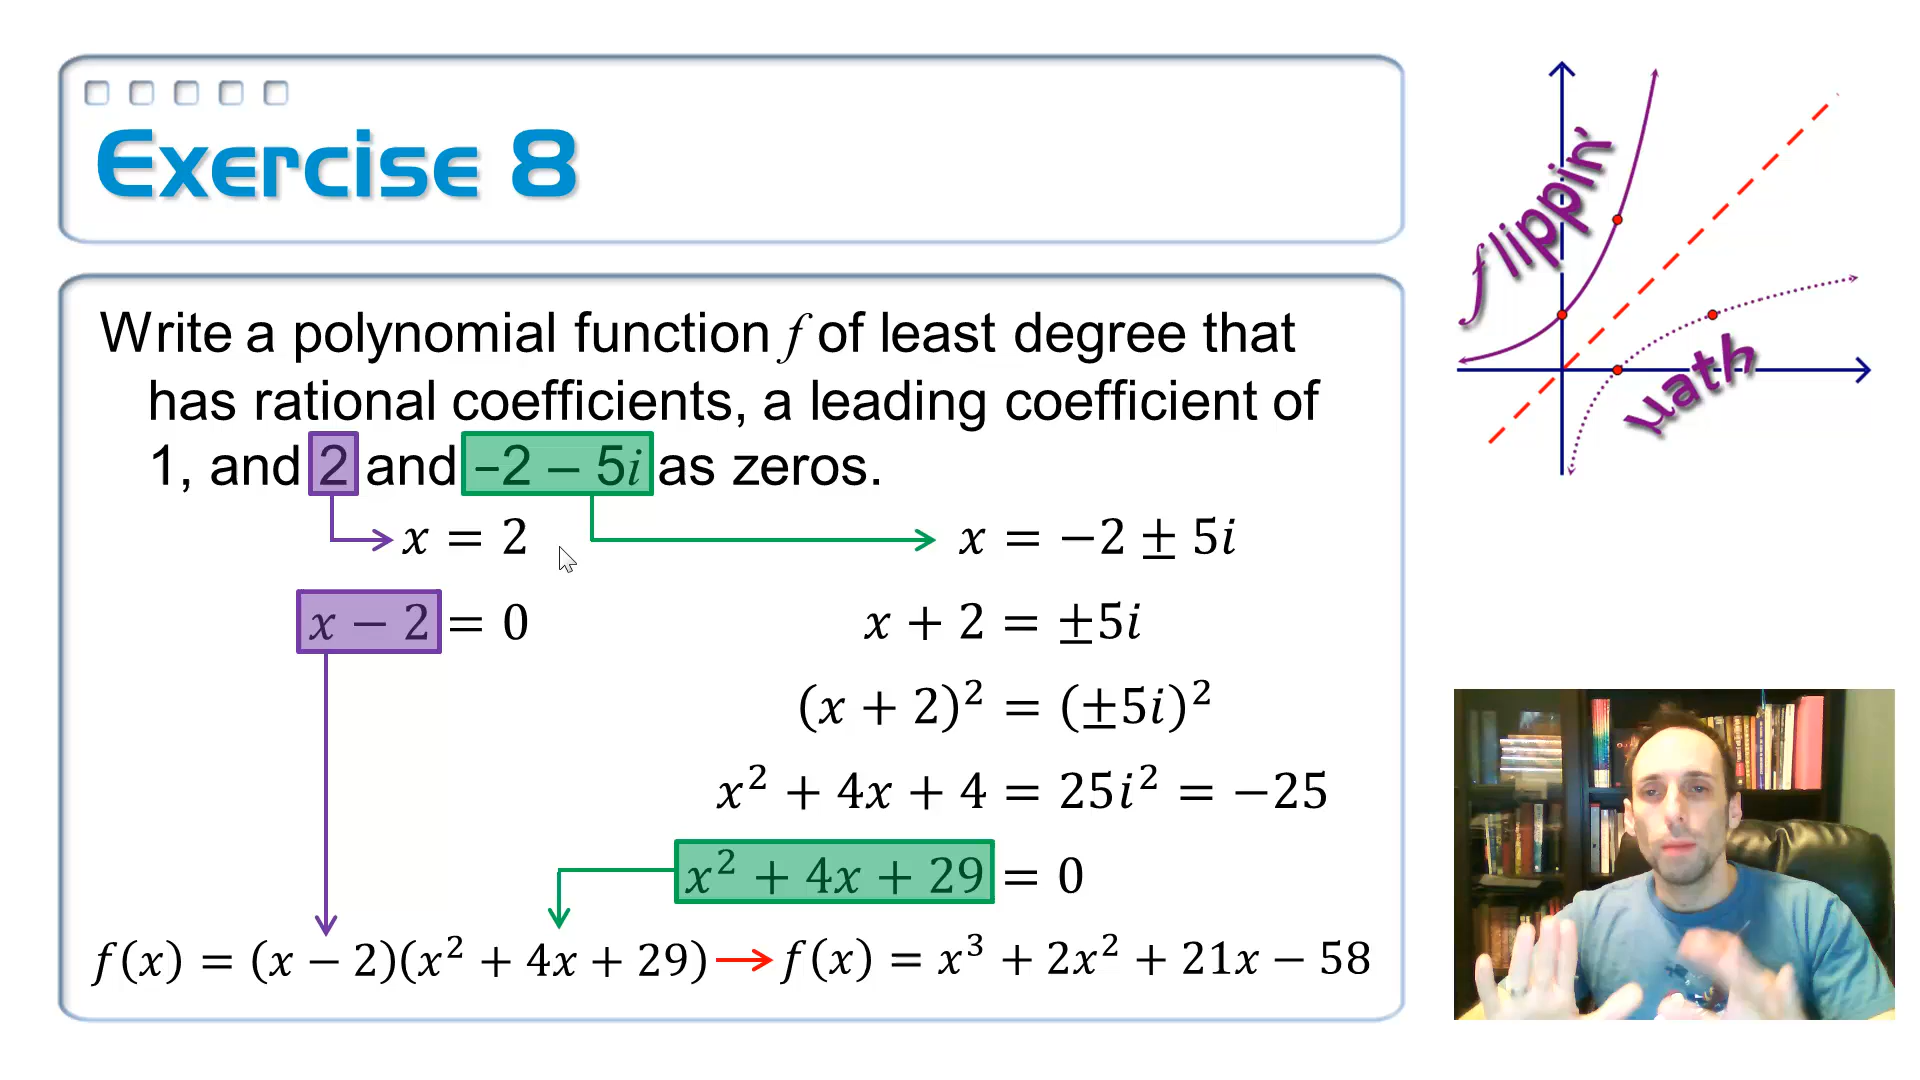 Exercise 8
flippin'
math
Write a polynomial function f of least degree that
has rational coefficients, a leading coefficient of
1, and 2 and –2 – 5i as zeros.
x = 2
x = −2 ± 5i
x − 2 = 0
x + 2 = ±5i
(x + 2)² = (±5i)²
x² + 4x + 4 = 25i² = −25
x² + 4x + 29 = 0
f(x) = (x − 2)(x² + 4x + 29) → f(x) = x³ + 2x² + 21x − 58